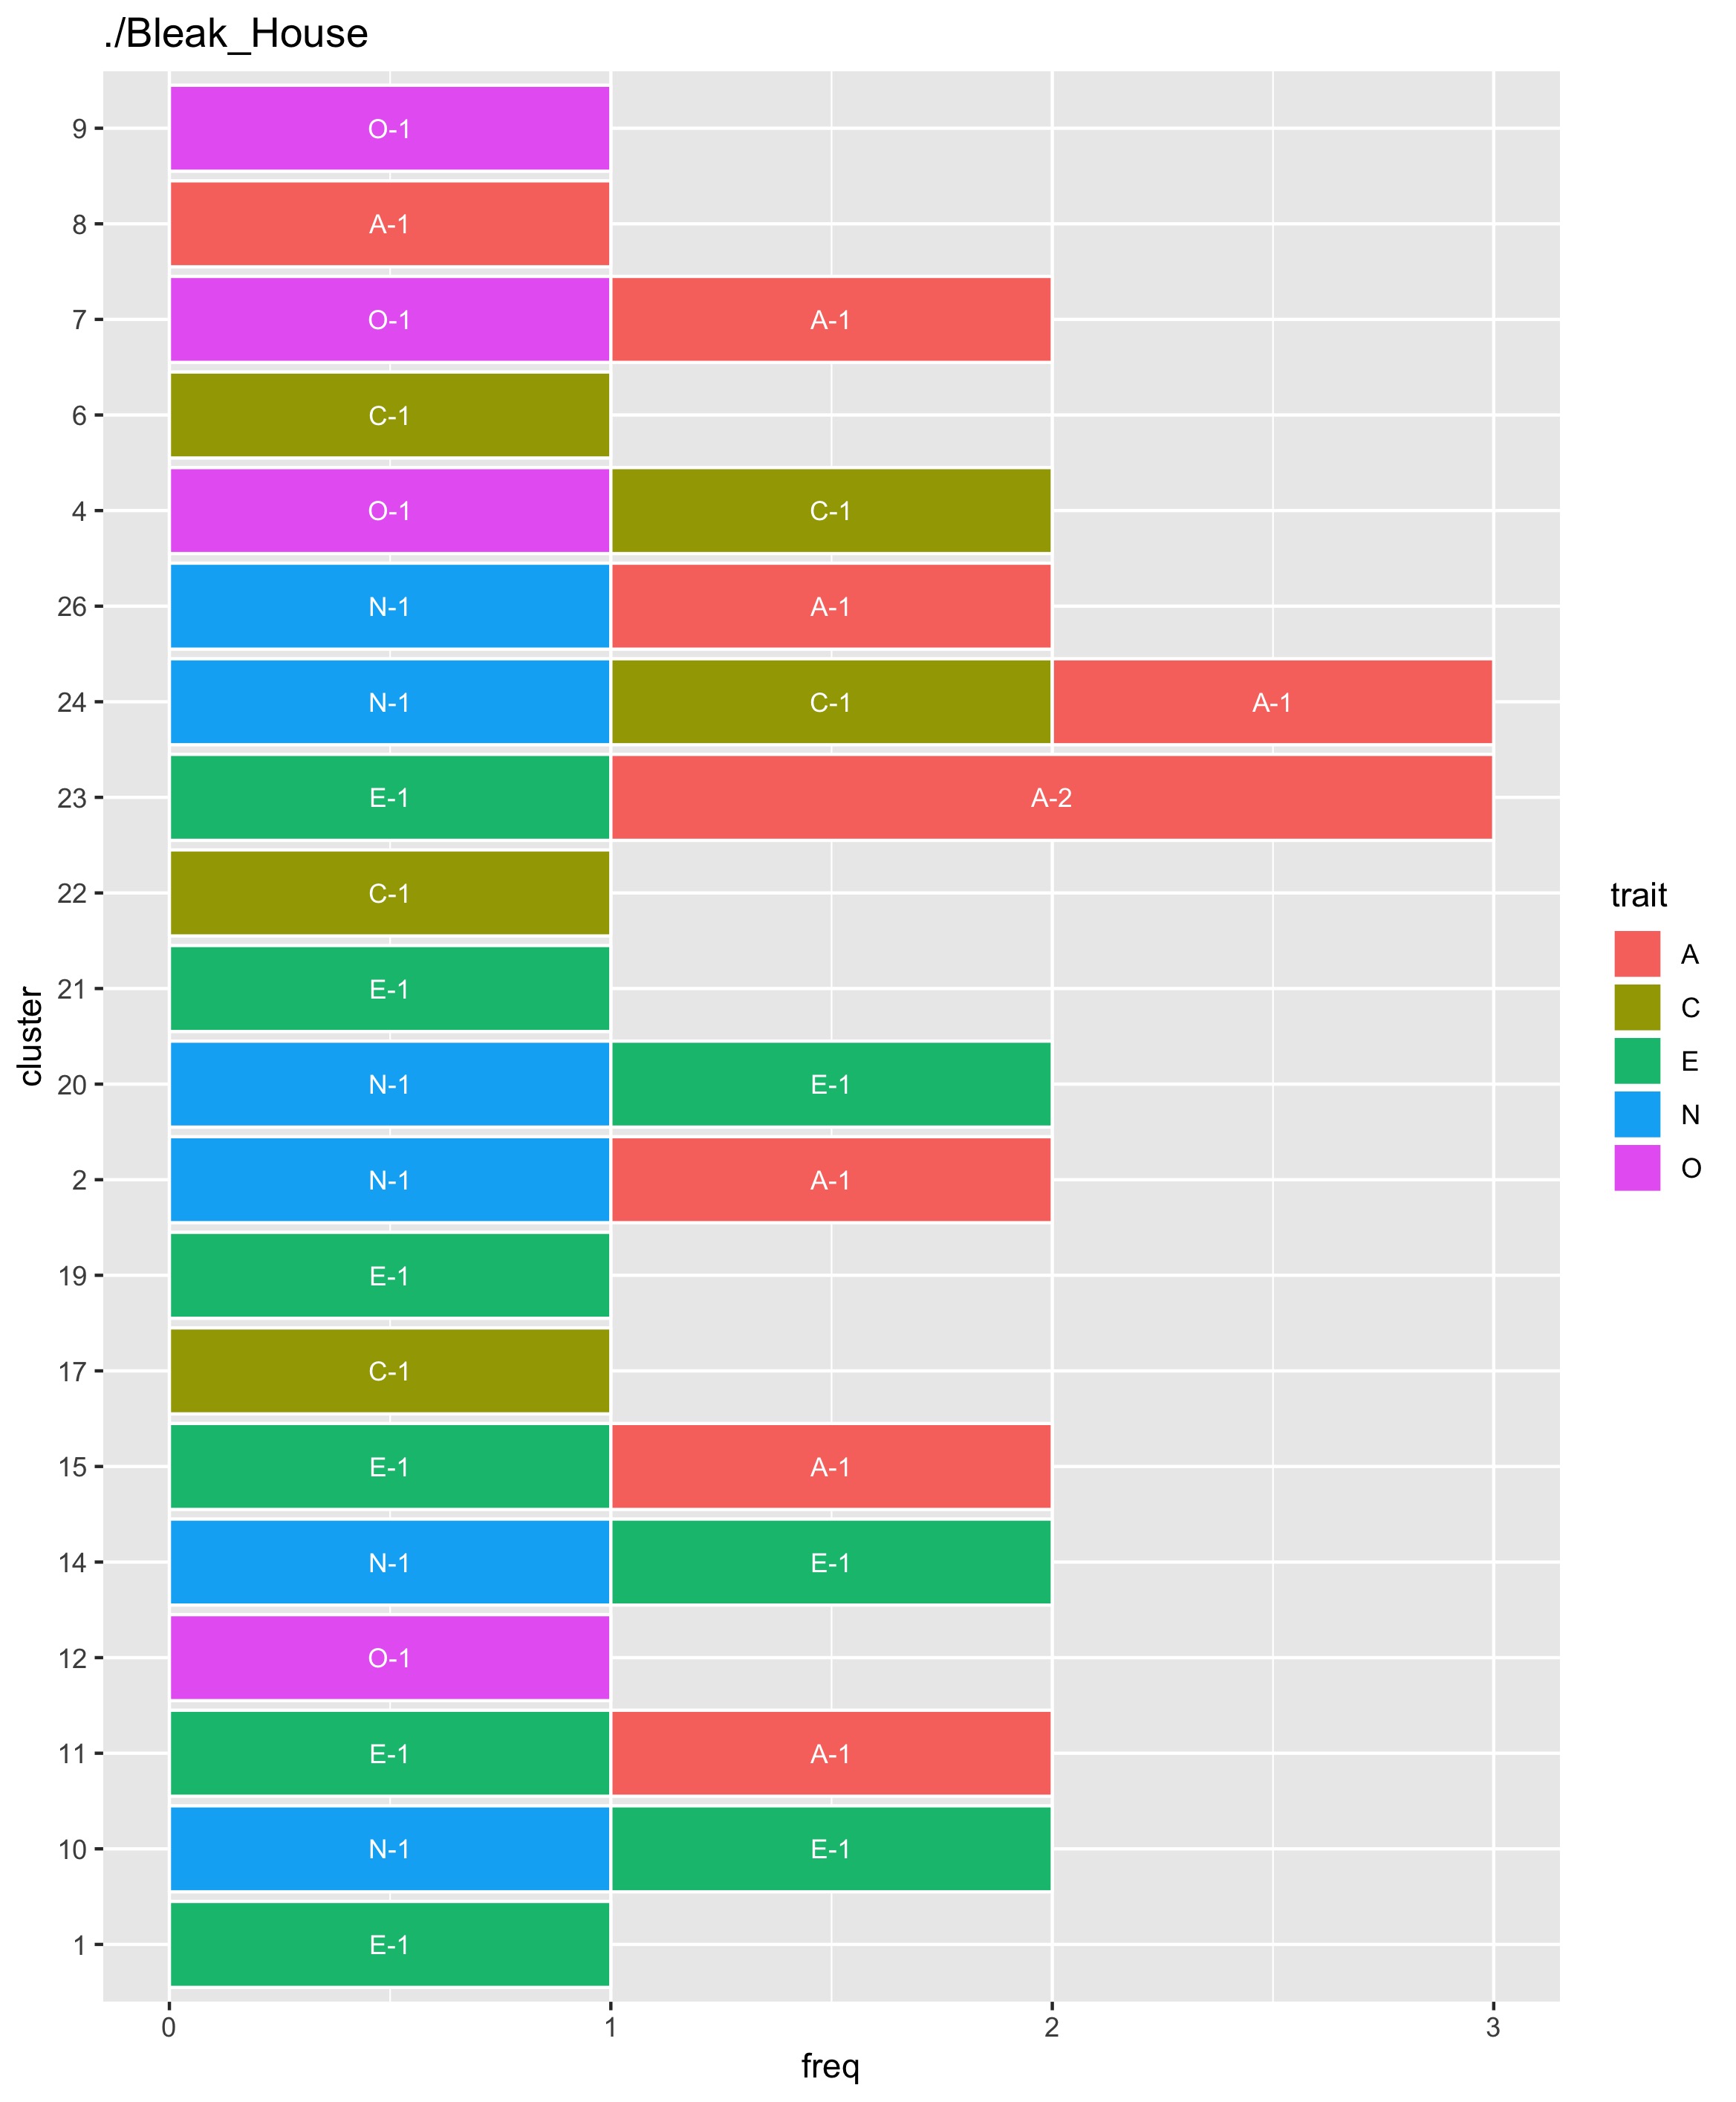 ./Bleak_House
9 O-1
8 A-1
7 O-1 A-1
6 C-1
4 O-1 C-1
26 N-1 A-1
24 N-1 C-1 A-1
23 E-1 A-2
22 C-1
21 E-1
20 N-1 E-1
2 N-1 A-1
19 E-1
17 C-1
15 E-1 A-1
14 N-1 E-1
12 O-1
11 E-1 A-1
10 N-1 E-1
1 E-1
cluster
0 1 2 3
freq
trait
A
C
E
N
O